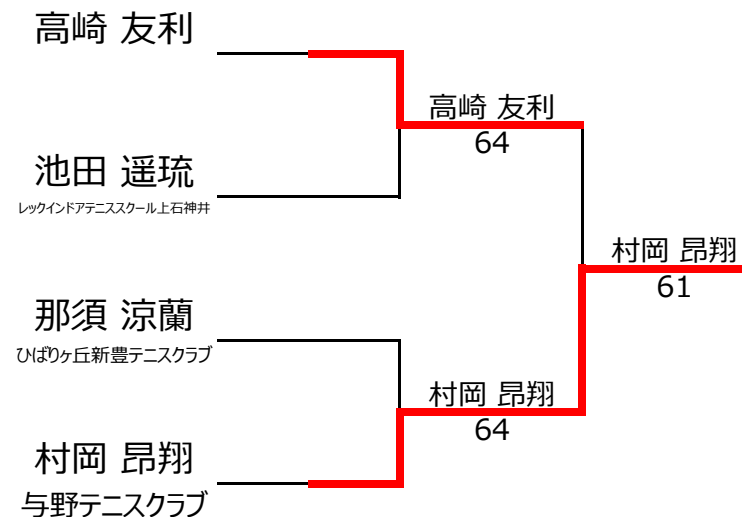 高崎 友利
池田 遥琉
レックインドアテニススクール上石神井
那須 涼蘭
ひばりヶ丘新豊テニスクラブ
村岡 昂翔
与野テニスクラブ
高崎 友利
64
村岡 昂翔
64
村岡 昂翔
61